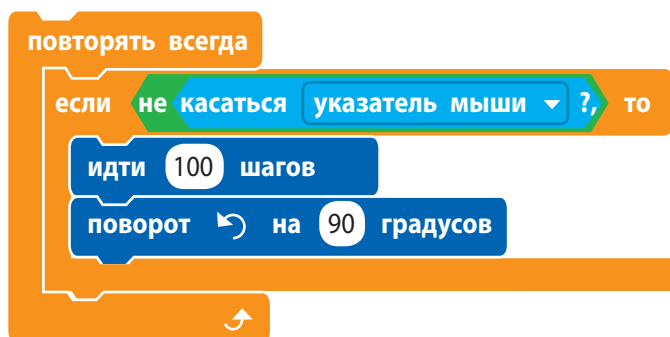 повторять всегда
если не касаться указатель мыши ?, то
идти 100 шагов
поворот на 90 градусов